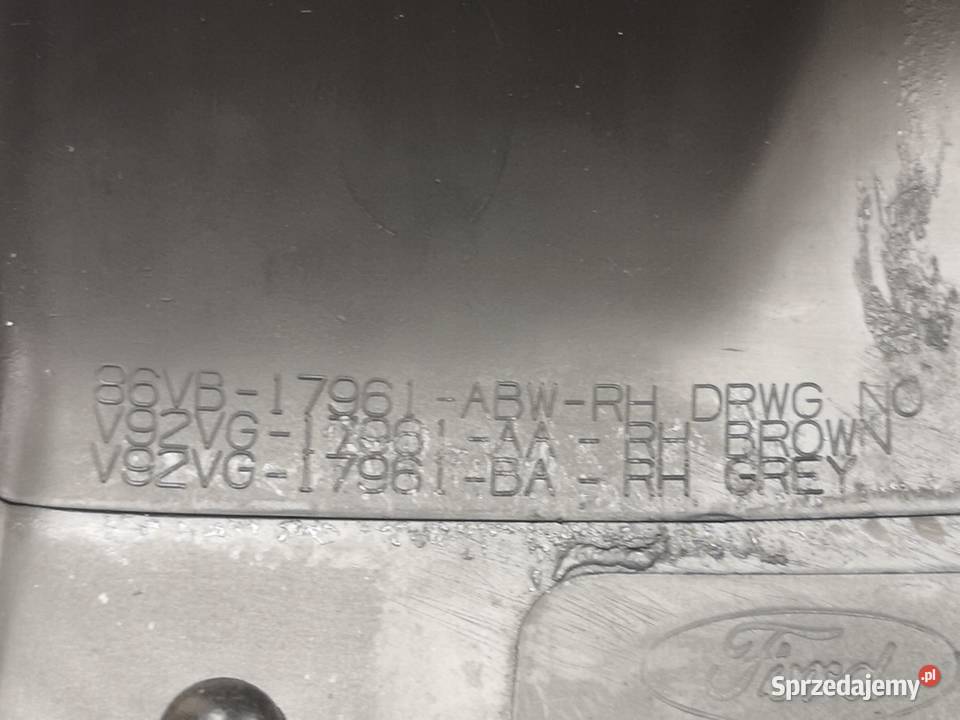 86VB-17961-ABW-RH DRWG NO
V92VG-17961-AA-RH BROWN
V92VG-17961-BA-RH GREY
Ford
Sprzedajemy.pl